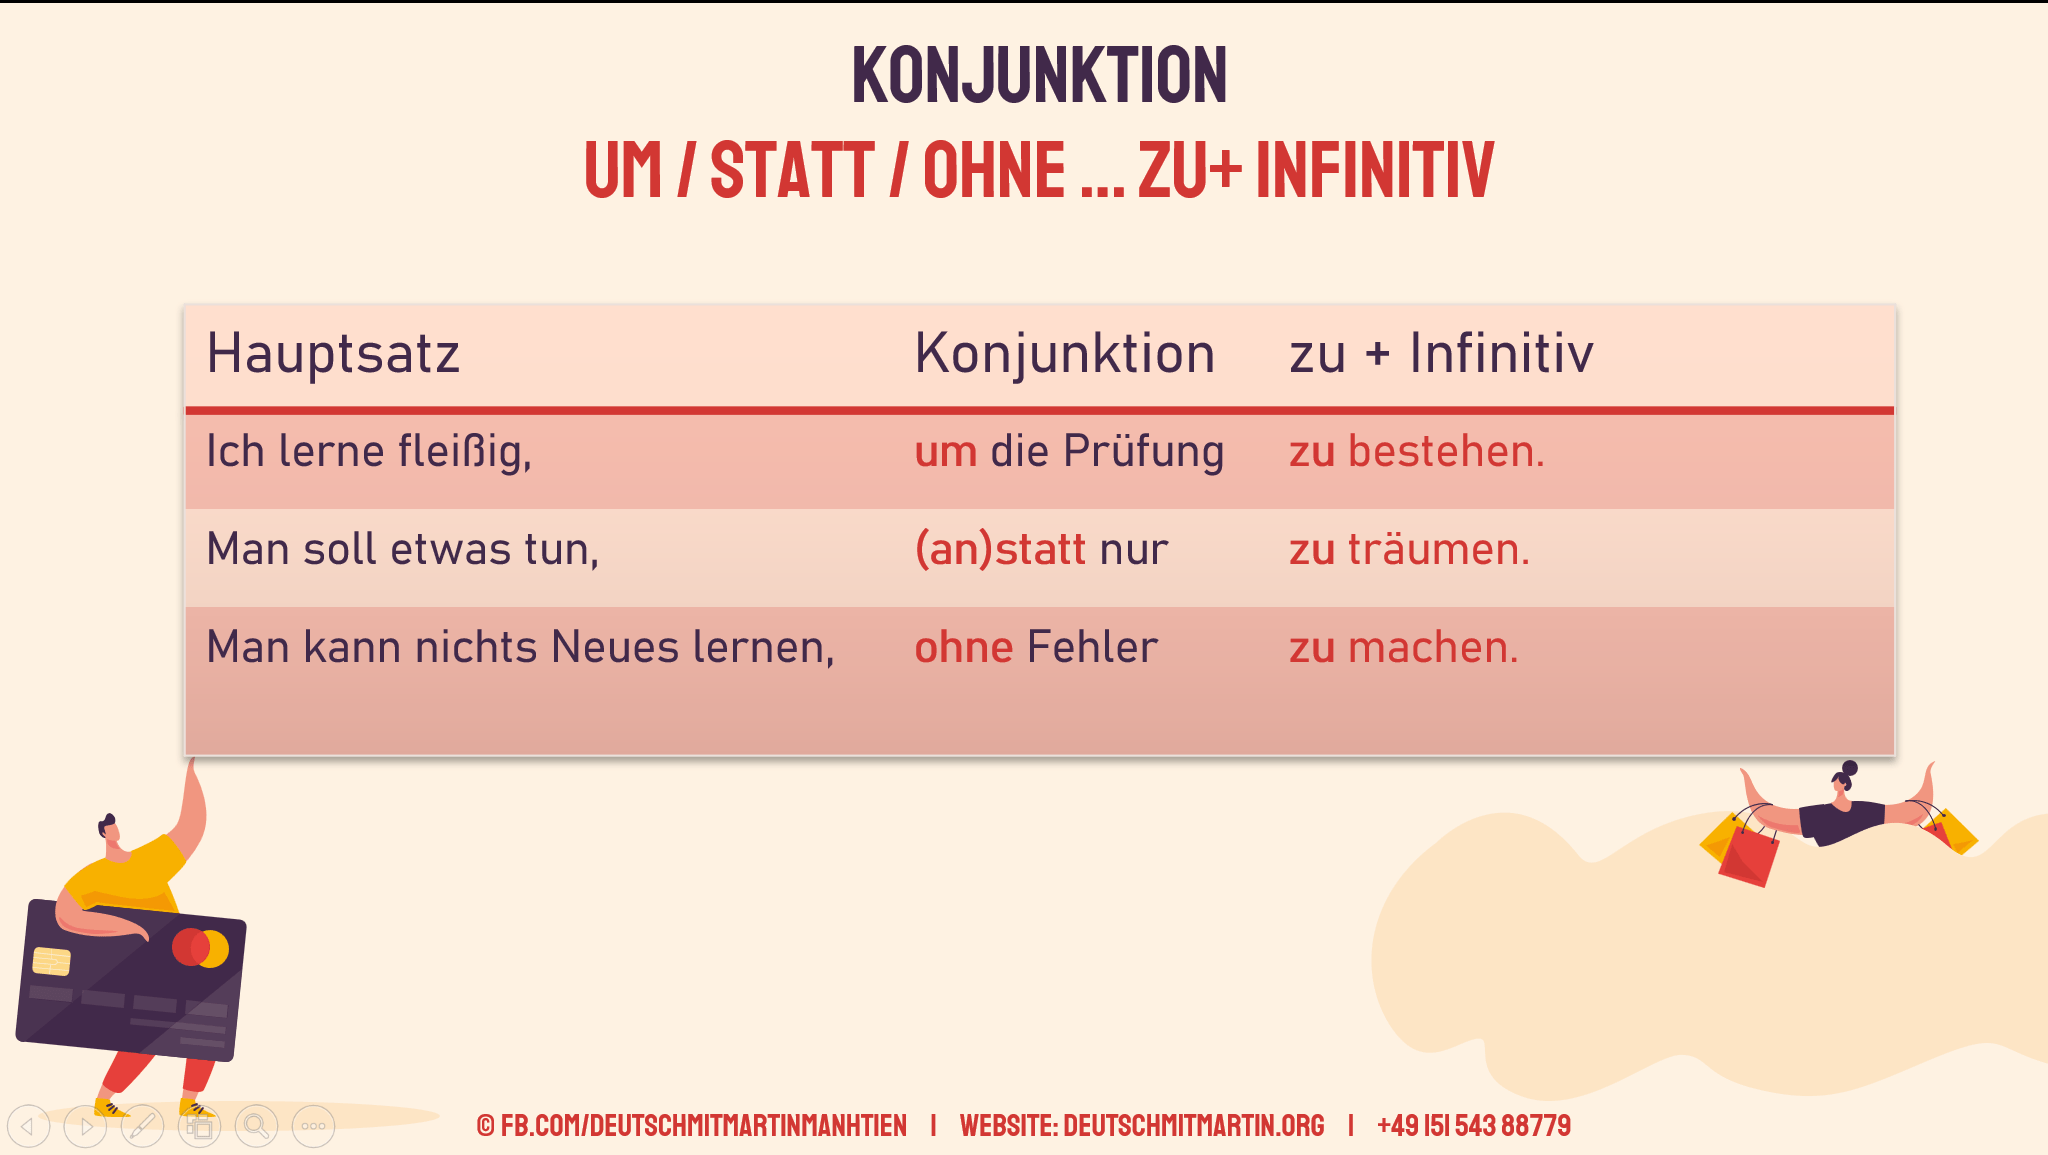 KONJUNKTION
UM / STATT / OHNE ... ZU+ INFINITIV
Hauptsatz Konjunktion zu + Infinitiv
Ich lerne fleißig, um die Prüfung zu bestehen.
Man soll etwas tun, (an)statt nur zu träumen.
Man kann nichts Neues lernen, ohne Fehler zu machen.
© FB.COM/DEUTSCHMITMARTINMANHTIEN | WEBSITE: DEUTSCHMITMARTIN.ORG | +49 151 543 88779